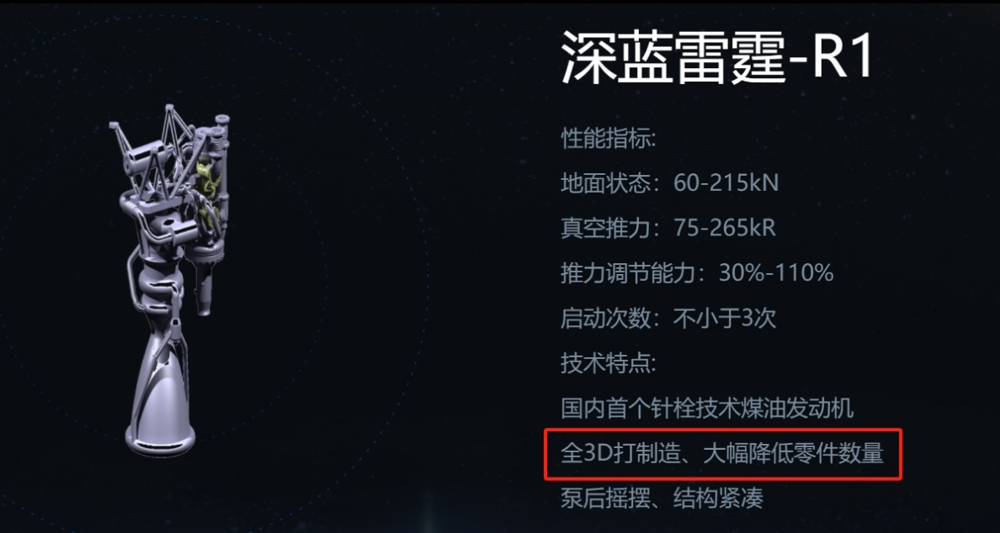 深蓝雷霆-R1
性能指标:
地面状态：60-215kN
真空推力：75-265kR
推力调节能力：30%-110%
启动次数：不小于3次
技术特点:
国内首个针栓技术煤油发动机
全3D打制造、大幅降低零件数量
泵后摇摆、结构紧凑